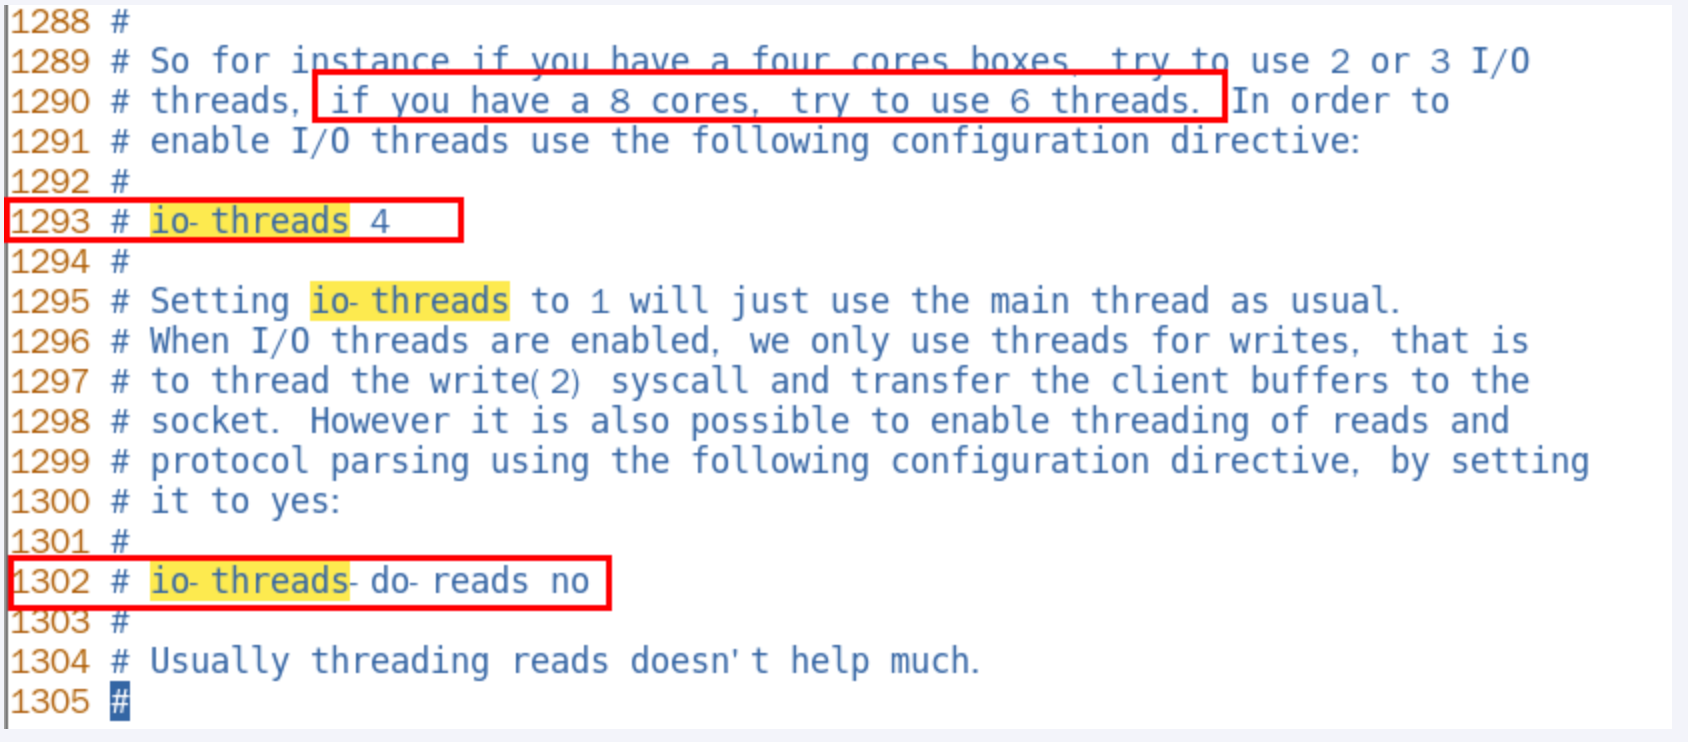 1288 #
1289 # So for instance if you have a four cores boxes, try to use 2 or 3 I/O
1290 # threads, if you have a 8 cores, try to use 6 threads. In order to
1291 # enable I/O threads use the following configuration directive:
1292 #
1293 # io-threads 4
1294 #
1295 # Setting io-threads to 1 will just use the main thread as usual.
1296 # When I/O threads are enabled, we only use threads for writes, that is
1297 # to thread the write(2) syscall and transfer the client buffers to the
1298 # socket. However it is also possible to enable threading of reads and
1299 # protocol parsing using the following configuration directive, by setting
1300 # it to yes:
1301 #
1302 # io-threads-do-reads no
1303 #
1304 # Usually threading reads doesn't help much.
1305 #